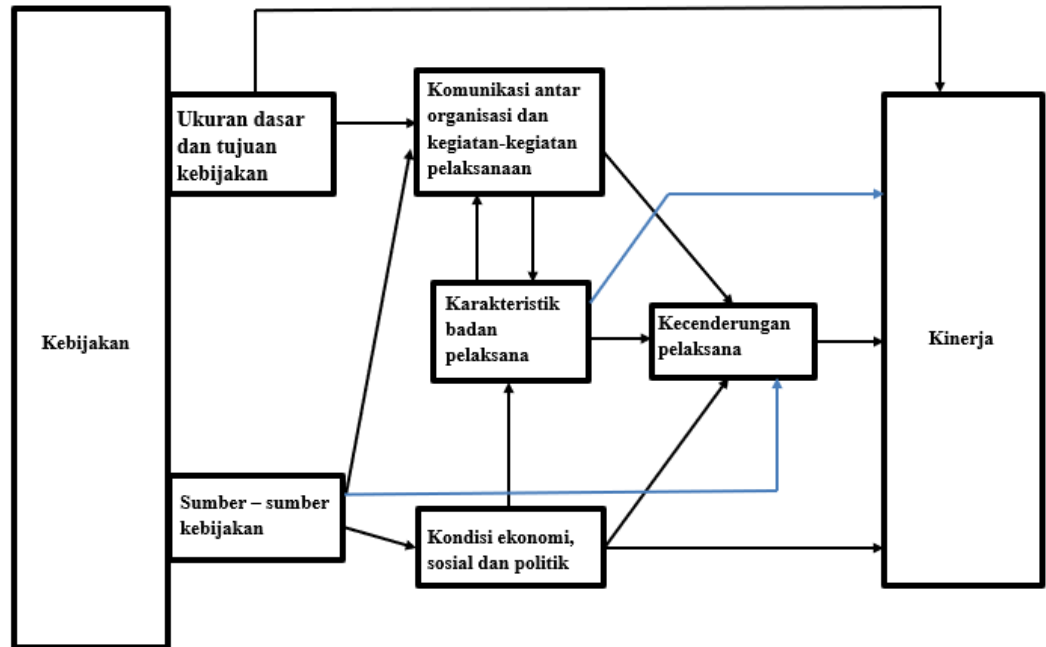 Kebijakan
Ukuran dasar
dan tujuan
kebijakan
Sumber – sumber
kebijakan
Komunikasi antar
organisasi dan
kegiatan-kegiatan
pelaksanaan
Karakteristik
badan
pelaksana
Kondisi ekonomi,
sosial dan politik
Kecenderungan
pelaksana
Kinerja